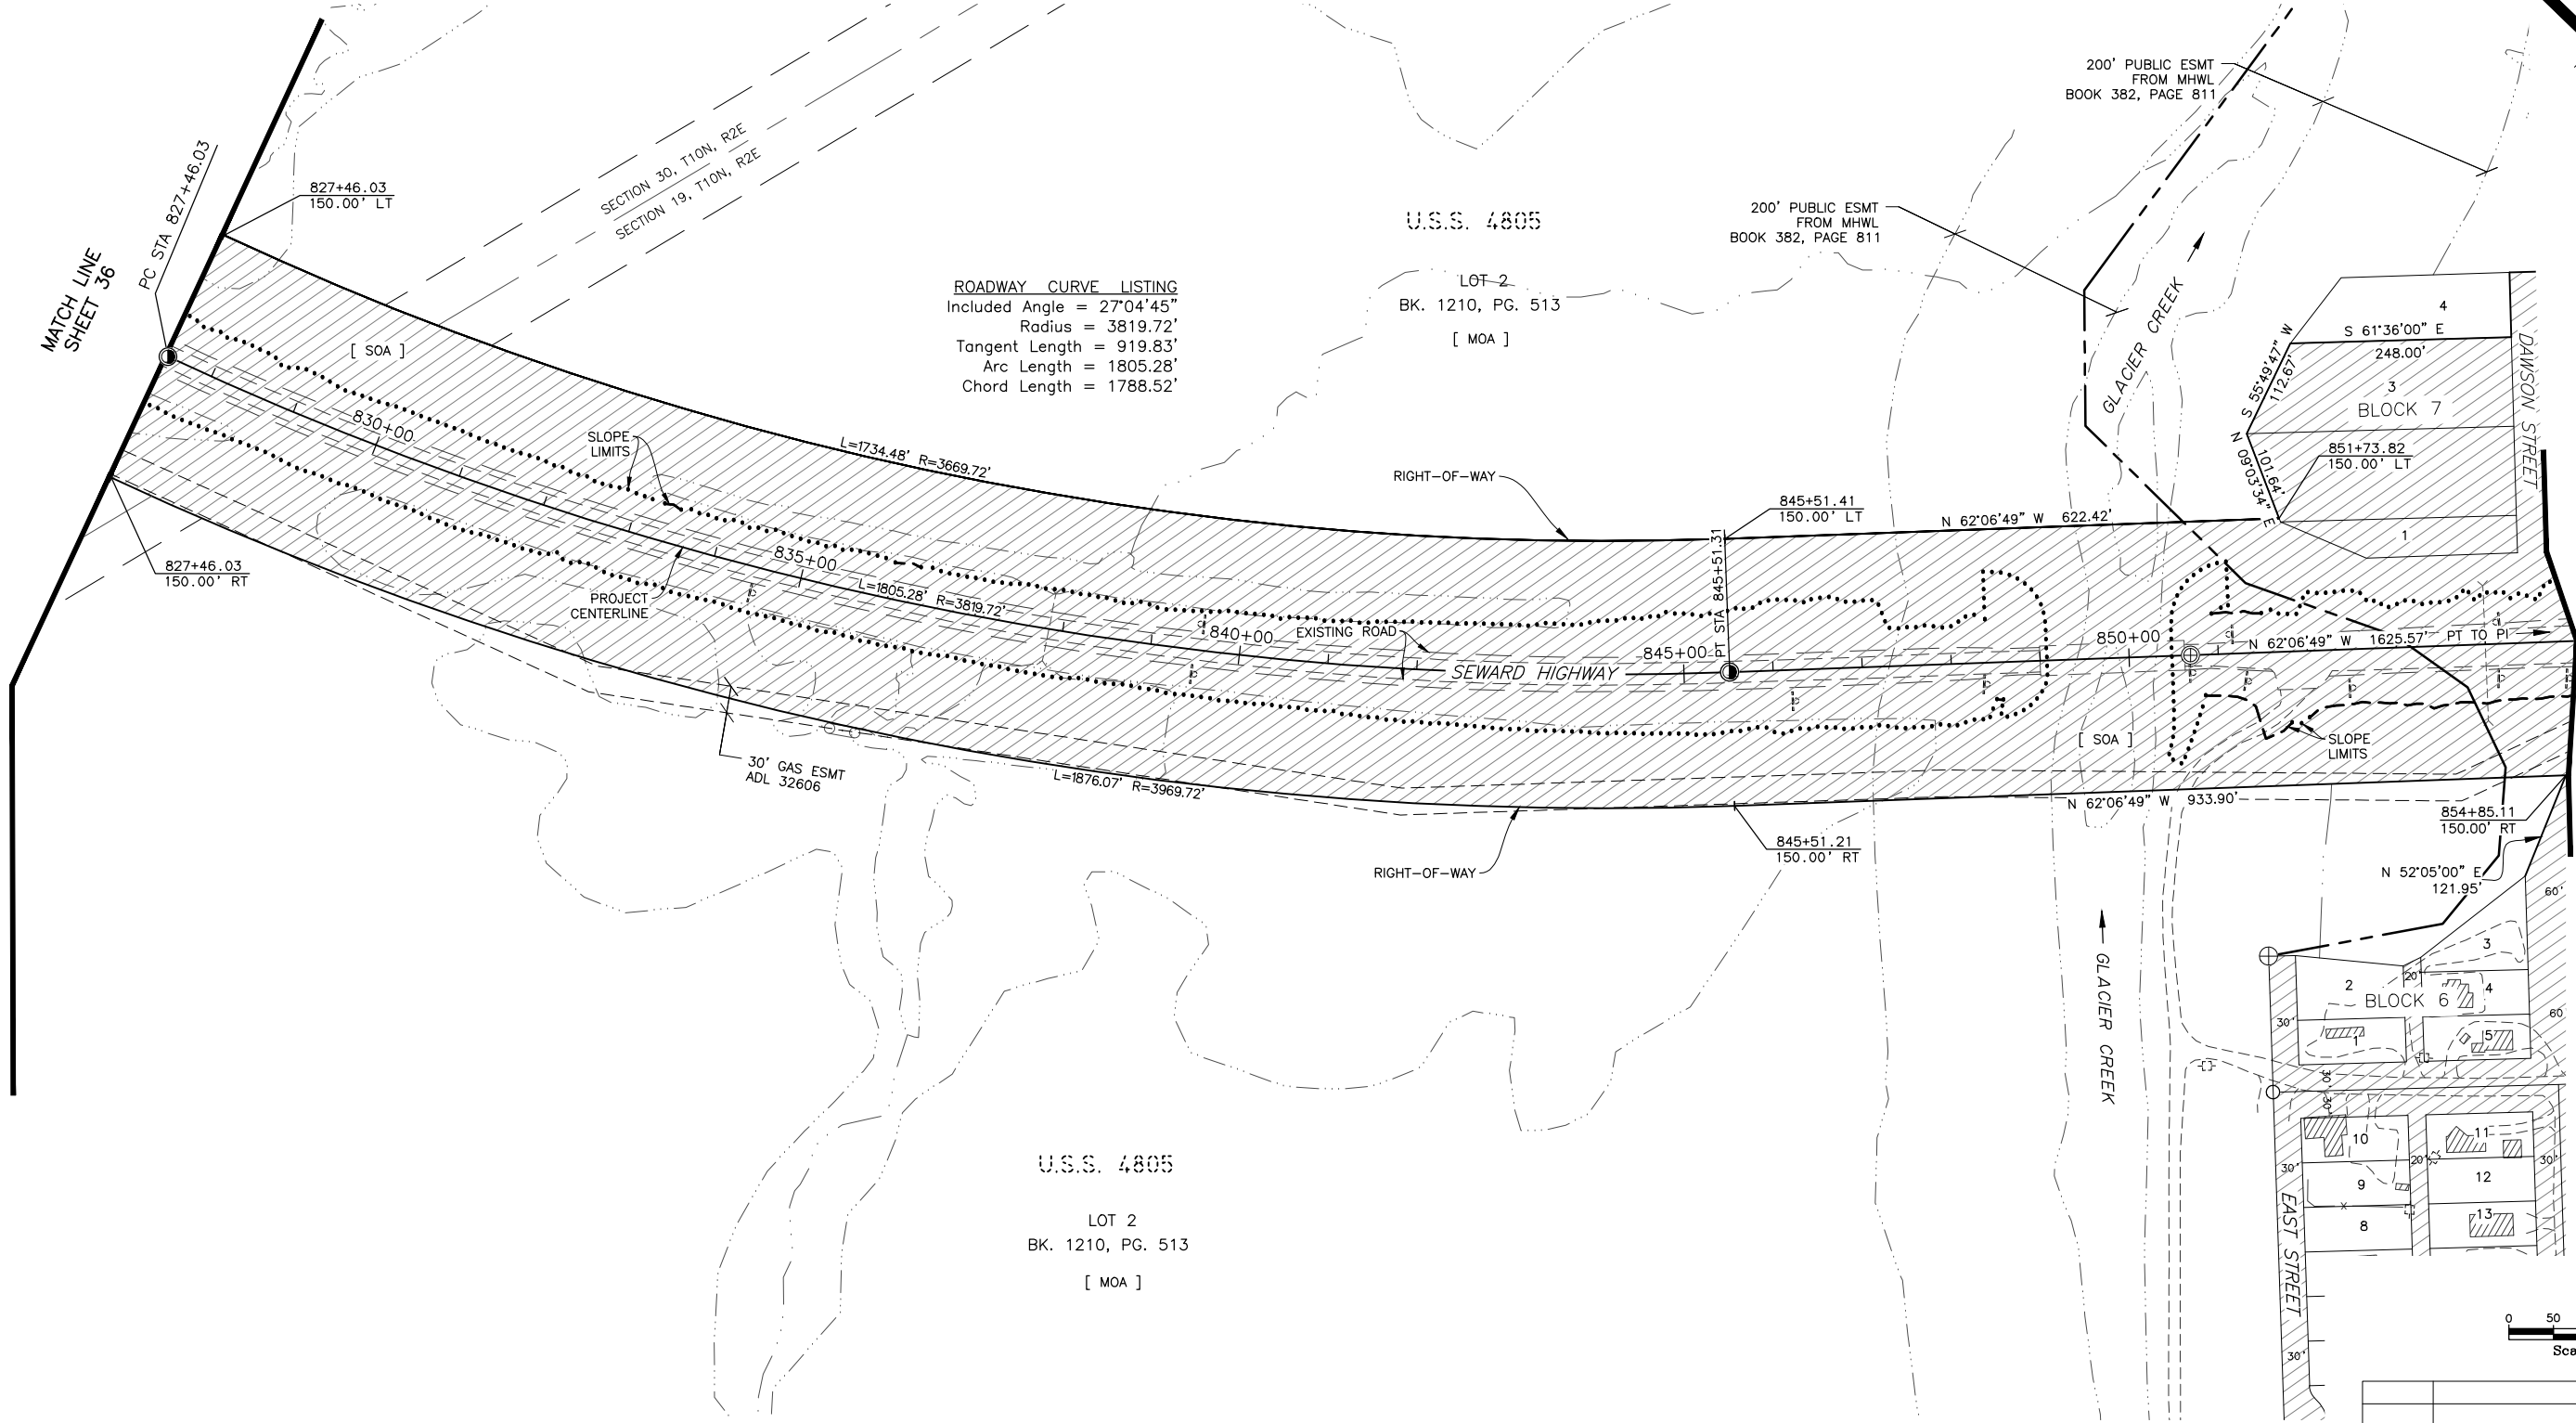 MATCH LINE
SHEET 36
PC STA 827+46.03
827+46.03
150.00' LT
SECTION 30, T10N, R2E
SECTION 19, T10N, R2E
[ SOA ]
ROADWAY CURVE LISTING
Included Angle = 27°04'45"
Radius = 3819.72'
Tangent Length = 919.83'
Arc Length = 1805.28'
Chord Length = 1788.52'
U.S.S. 4805
LOT 2
BK. 1210, PG. 513
[ MOA ]
200' PUBLIC ESMT
FROM MHWL
BOOK 382, PAGE 811
200' PUBLIC ESMT
FROM MHWL
BOOK 382, PAGE 811
GLACIER CREEK
4
S 61°36'00" E
248.00'
S 55°49'47" W
112.67'
3
BLOCK 7
N 09°03'34" E
101.64'
851+73.82
150.00' LT
1
DAWSON STREET
830+00
SLOPE
LIMITS
L=1734.48' R=3669.72'
RIGHT-OF-WAY
845+51.41
150.00' LT
N 62°06'49" W 622.42'
827+46.03
150.00' RT
PROJECT
CENTERLINE
835+00
L=1805.28' R=3819.72'
840+00
EXISTING ROAD
SEWARD HIGHWAY
845+00
PT STA 845+51.31
850+00
N 62°06'49" W 1625.57' PT TO PI
[ SOA ]
SLOPE
LIMITS
30' GAS ESMT
ADL 32606
L=1876.07' R=3969.72'
N 62°06'49" W 933.90'
845+51.21
150.00' RT
RIGHT-OF-WAY
854+85.11
150.00' RT
N 52°05'00" E
121.95'
60'
GLACIER CREEK
3
2
20'
4
BLOCK 6
30'
60
1
5
30'
30'
10
11
30'
20'
30'
9
12
8
13
EAST STREET
30'
U.S.S. 4805
LOT 2
BK. 1210, PG. 513
[ MOA ]
0 50
Sca